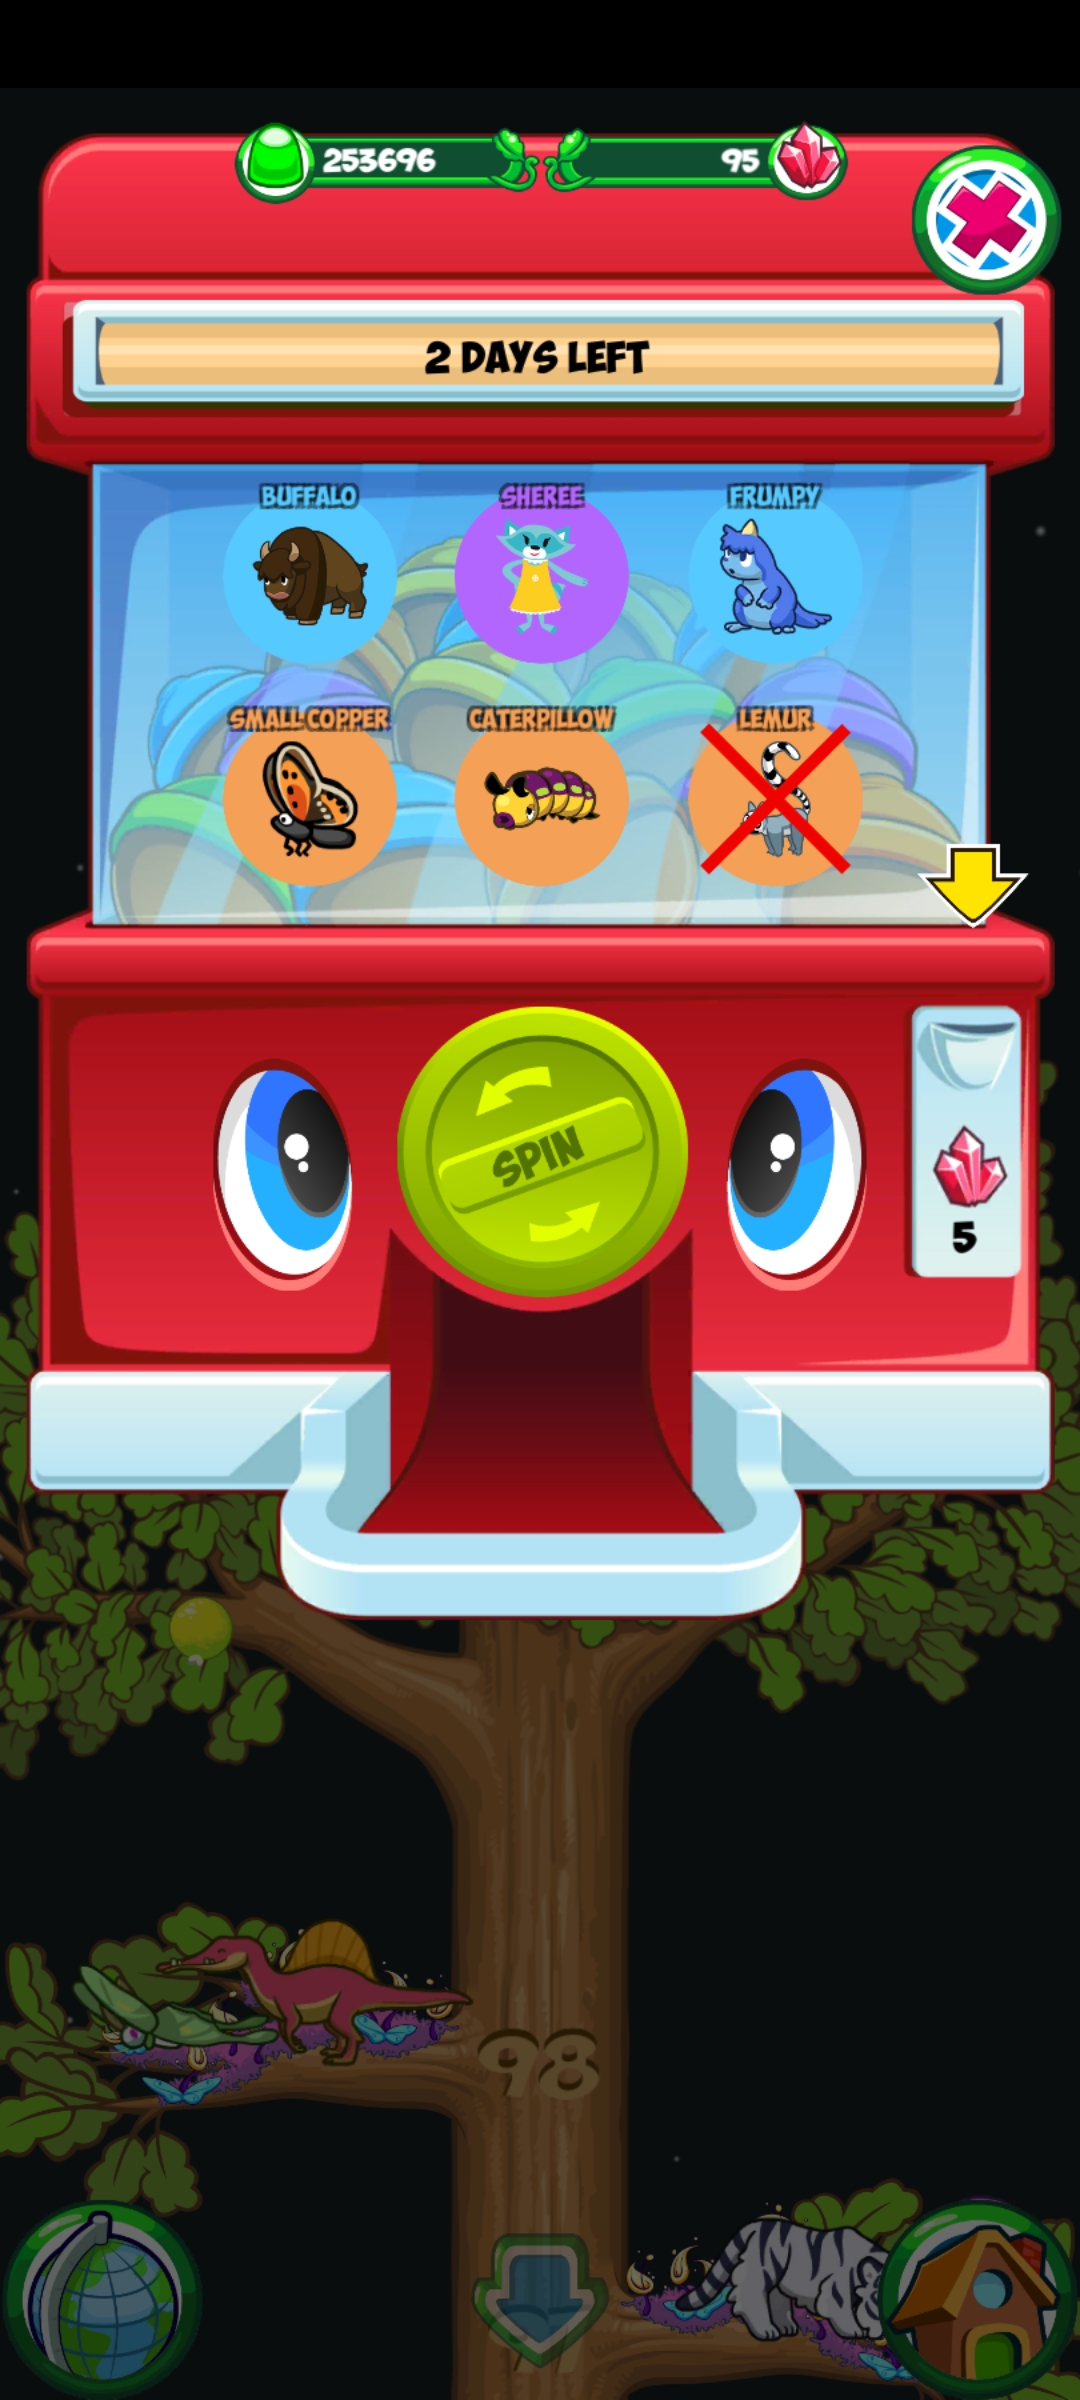 253696
95
2 DAYS LEFT
BUFFALO
SHEREE
FRUMPY
SMALL COPPER
CATERPILLOW
LEMUR
SPIN
5
98